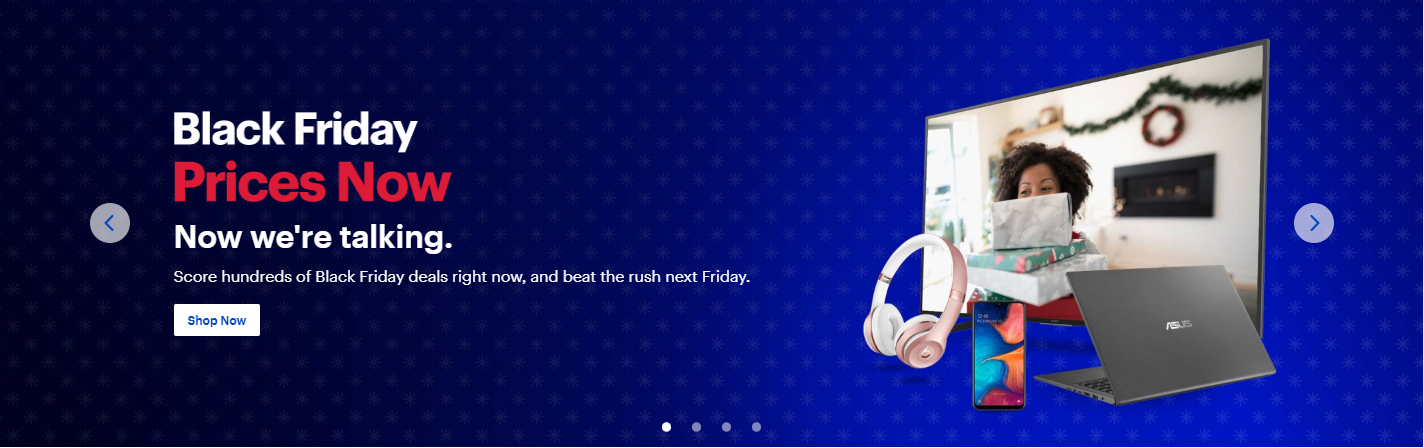 Black Friday
Prices Now
Now we're talking.
Score hundreds of Black Friday deals right now, and beat the rush next Friday.
Shop Now
12:45
ASUS